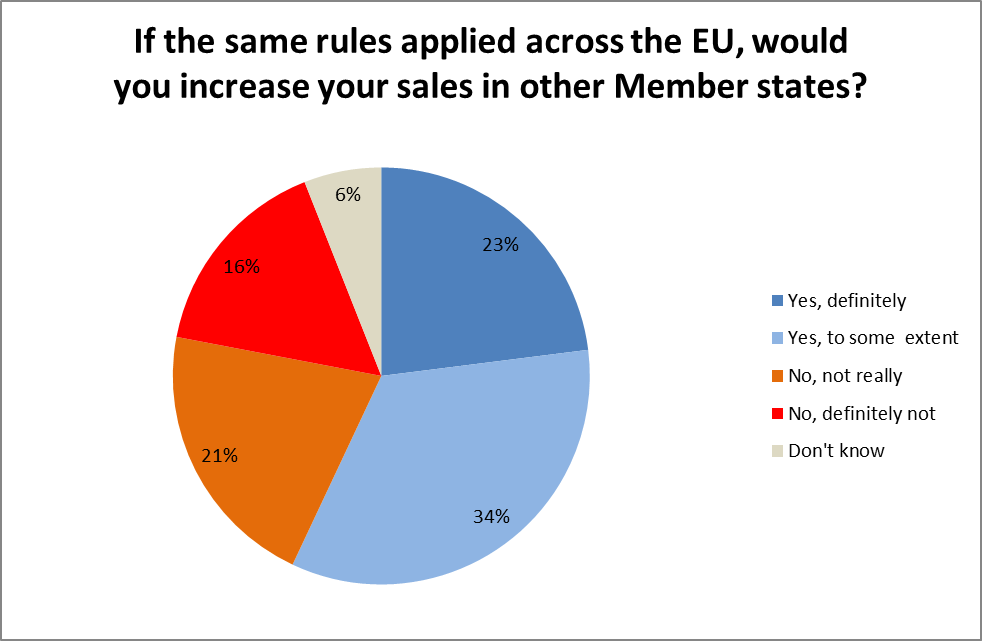 If the same rules applied across the EU, would
you increase your sales in other Member states?
6%
23%
16%
21%
34%
Yes, definitely
Yes, to some  extent
No, not really
No, definitely not
Don't know